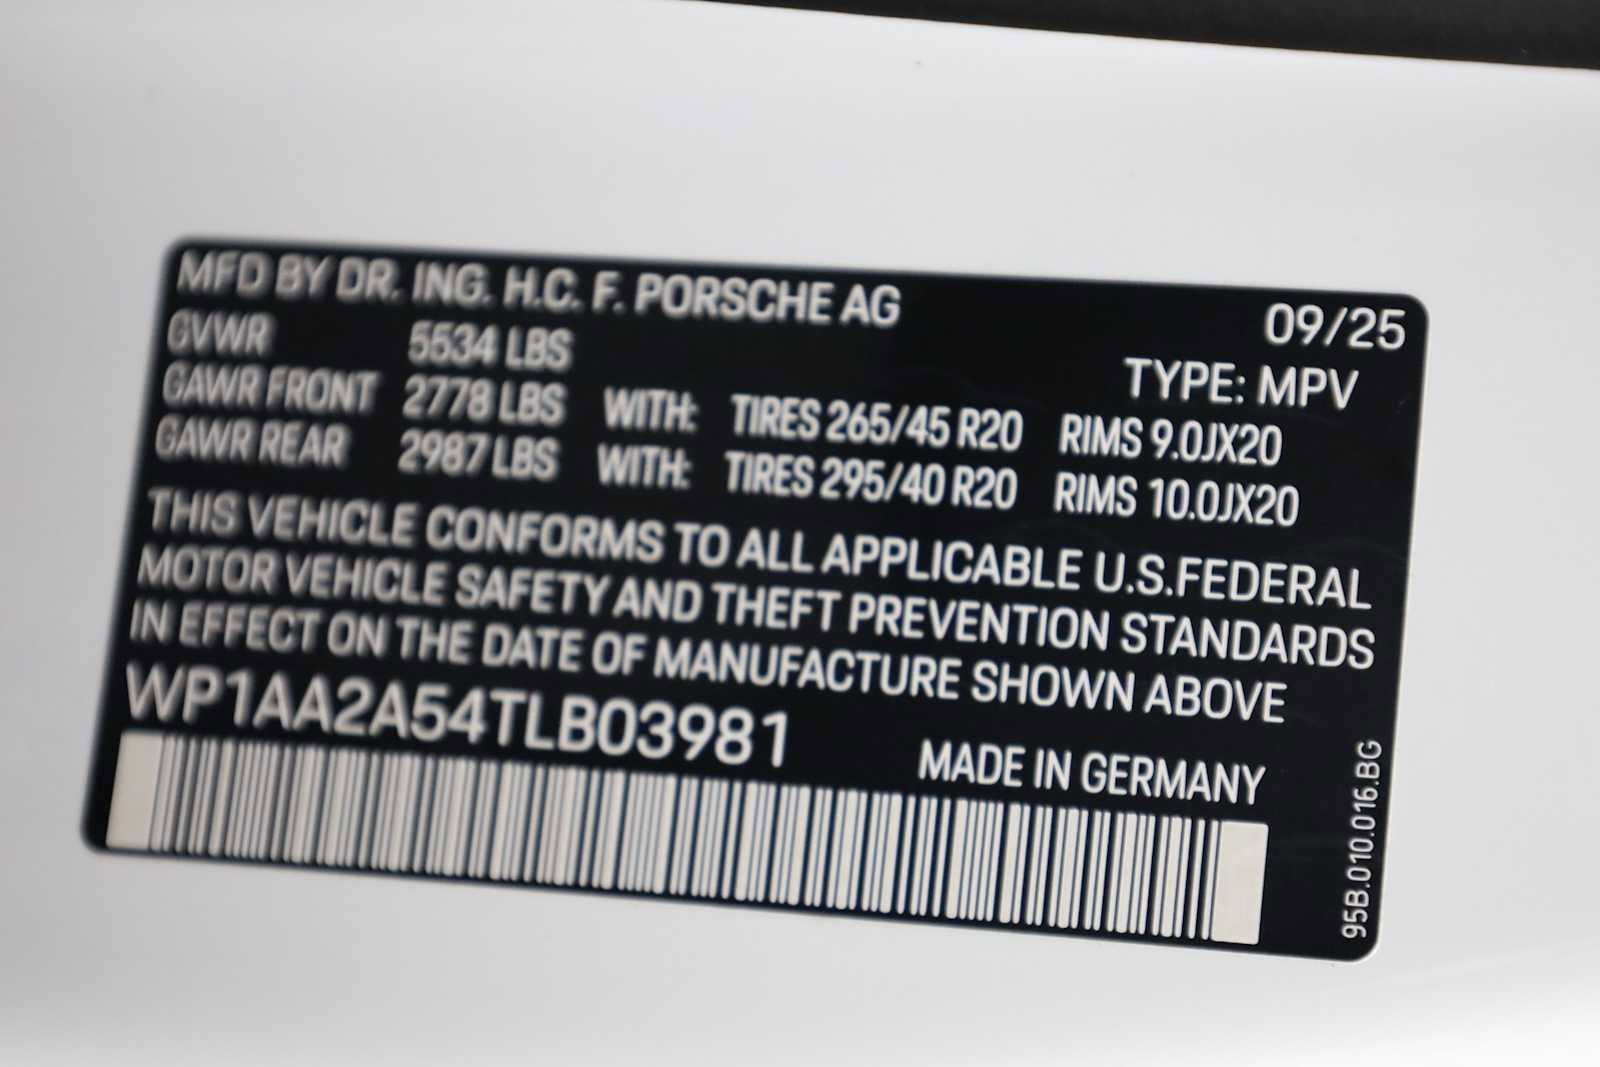 MFD BY DR. ING. H.C. F. PORSCHE AG
09/25
GVWR 5534 LBS
TYPE: MPV
GAWR FRONT 2778 LBS WITH: TIRES 265/45 R20 RIMS 9.0JX20
GAWR REAR 2987 LBS WITH: TIRES 295/40 R20 RIMS 10.0JX20
THIS VEHICLE CONFORMS TO ALL APPLICABLE U.S.FEDERAL
MOTOR VEHICLE SAFETY AND THEFT PREVENTION STANDARDS
IN EFFECT ON THE DATE OF MANUFACTURE SHOWN ABOVE
WP1AA2A54TLB03981
MADE IN GERMANY
95B.010.016.BG